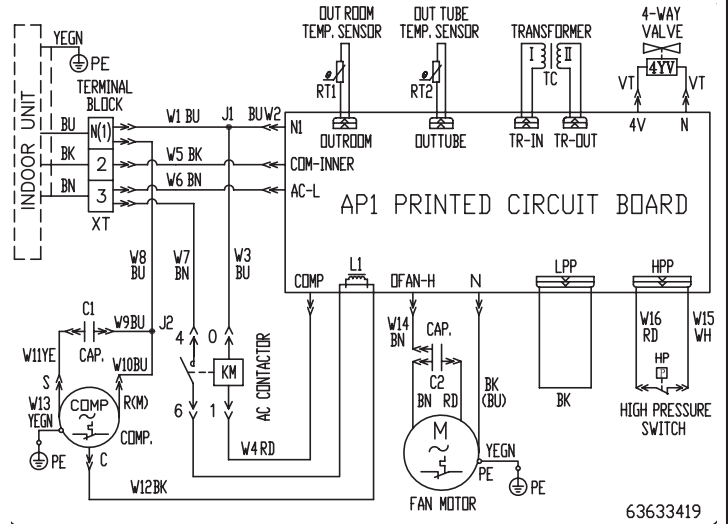 OUT ROOM
TEMP. SENSOR
OUT TUBE
TEMP. SENSOR
TRANSFORMER
4-WAY
VALVE
YEGN
PE
RT1
RT2
I
II
TC
4YV
VT
VT
TERMINAL
BLOCK
INDOOR UNIT
BU
BK
BN
N(1)
2
3
XT
W1 BU
J1
BU W2
W5 BK
W6 BN
N1
COM-INNER
AC-L
OUTROOM
OUTTUBE
TR-IN
TR-OUT
4V
N
AP1 PRINTED CIRCUIT BOARD
W8
BU
W7
BN
W3
BU
COMP
L1
OFAN-H
N
LPP
HPP
C1
W9BU
J2
CAP.
W11YE
W10BU
S
W13
YEGN
COMP
R(M)
COMP.
PE
C
W12BK
4
0
KM
6
1
AC CONTACTOR
W4RD
W14
BN
CAP.
C2
BN
RD
BK
(BU)
M
YEGN
PE
PE
FAN MOTOR
BK
W16
RD
W15
WH
HP
P
HIGH PRESSURE
SWITCH
63633419